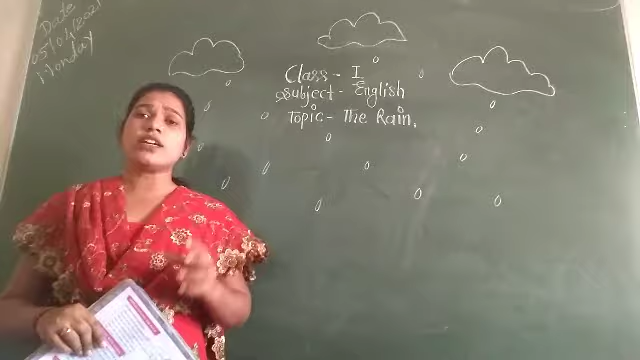 Date
05/04/2021
Monday
Class - I
Subject - English
Topic - The Rain.